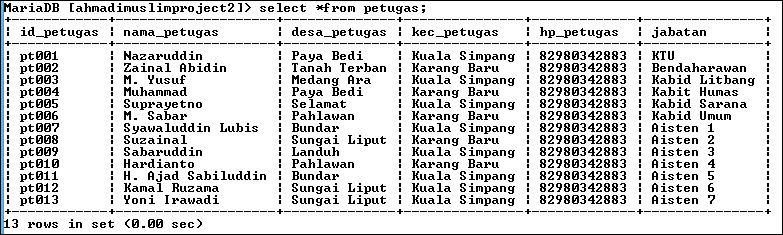 MariaDB [ahmadimuslimproject2]> select *from petugas;
+------------+--------------------+--------------+---------------+-------------+---------------+
| id_petugas | nama_petugas | desa_petugas | kec_petugas | hp_petugas | jabatan |
+------------+--------------------+--------------+---------------+-------------+---------------+
| pt001 | Nazaruddin | Paya Bedi | Kuala Simpang | 82980342883 | KTU |
| pt002 | Zainal Abidin | Tanah Terban | Karang Baru | 82980342883 | Bendaharawan |
| pt003 | M. Yusuf | Medang Ara | Kuala Simpang | 82980342883 | Kabid Litbang |
| pt004 | Muhammad | Paya Bedi | Karang Baru | 82980342883 | Kabit Humas |
| pt005 | Suprayetno | Selamat | Kuala Simpang | 82980342883 | Kabid Sarana |
| pt006 | M. Sabar | Pahlawan | Karang Baru | 82980342883 | Kabid Umum |
| pt007 | Syawaluddin Lubis | Bundar | Kuala Simpang | 82980342883 | Aisten 1 |
| pt008 | Suzainal | Sungai Liput | Karang Baru | 82980342883 | Aisten 2 |
| pt009 | Sabaruddin | Landuh | Kuala Simpang | 82980342883 | Aisten 3 |
| pt010 | Hardianto | Pahlawan | Karang Baru | 82980342883 | Aisten 4 |
| pt011 | H. Ajad Sabiluddin | Bundar | Kuala Simpang | 82980342883 | Aisten 5 |
| pt012 | Kamal Ruzama | Sungai Liput | Kuala Simpang | 82980342883 | Aisten 6 |
| pt013 | Yoni Irawadi | Sungai Liput | Kuala Simpang | 82980342883 | Aisten 7 |
+------------+--------------------+--------------+---------------+-------------+---------------+
13 rows in set (0.00 sec)